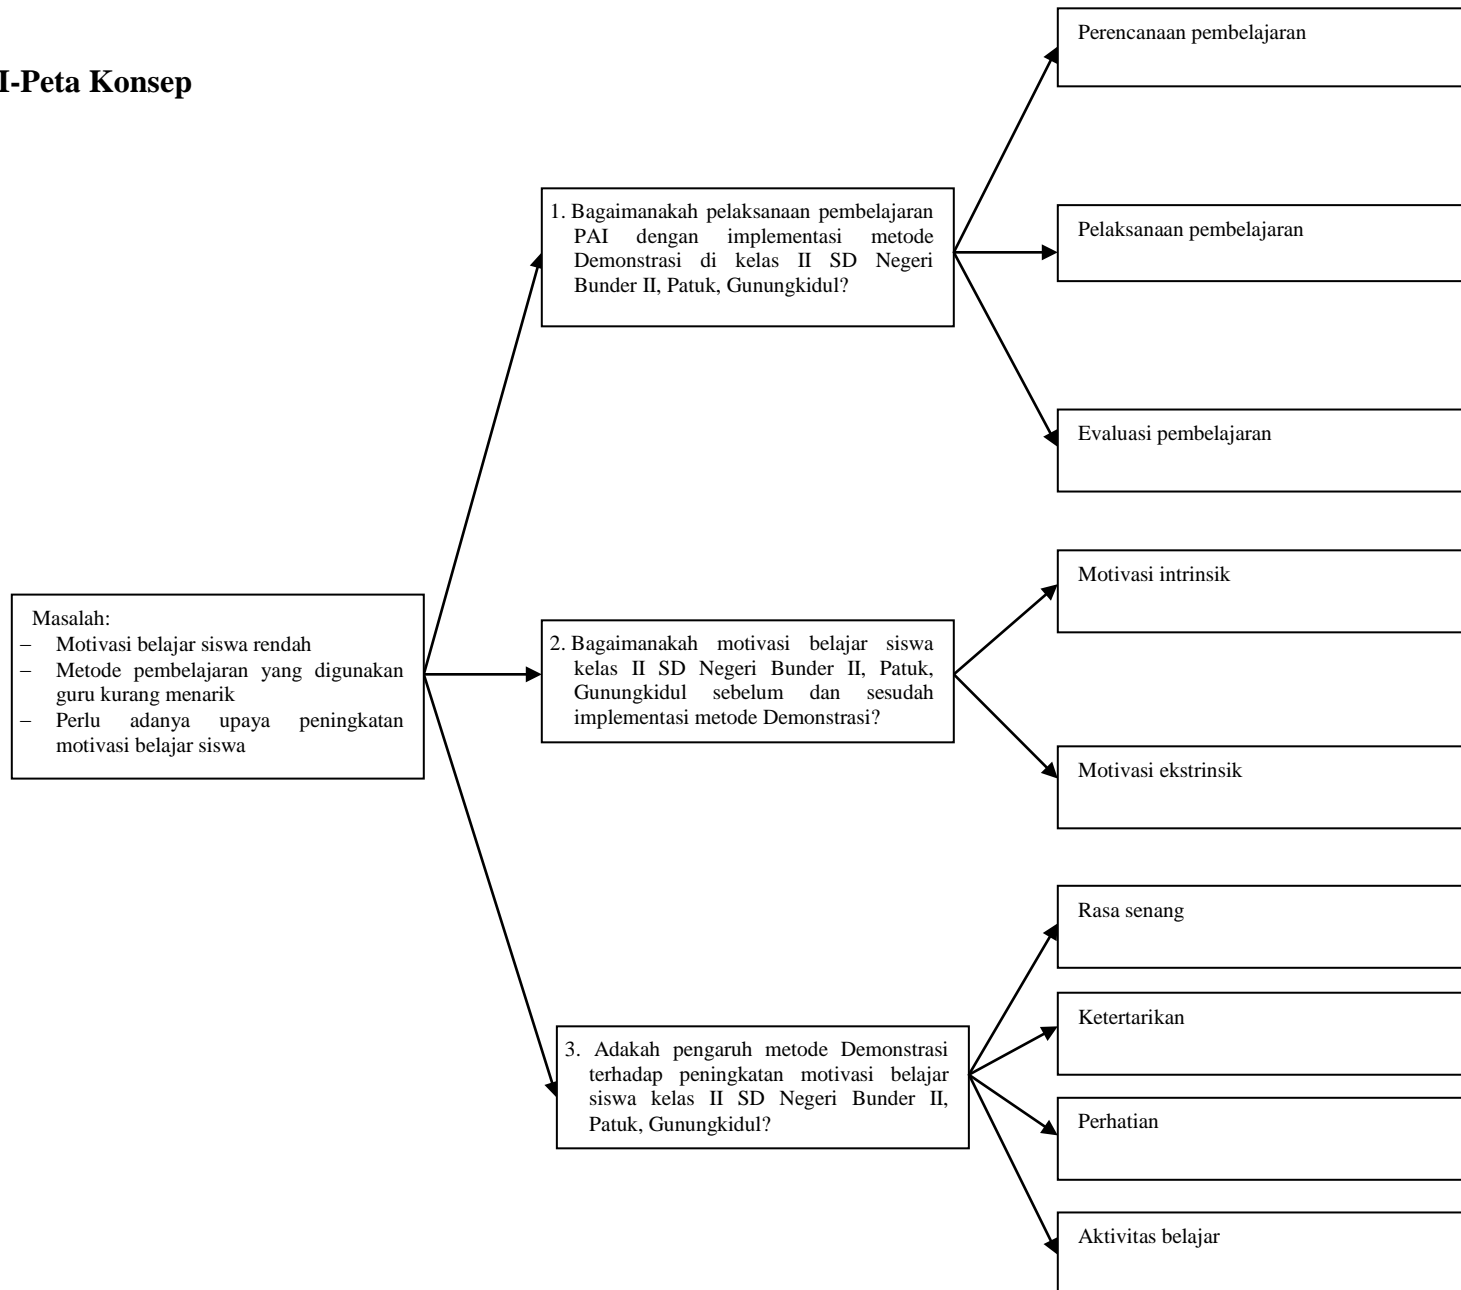 I-Peta Konsep
Masalah:
– Motivasi belajar siswa rendah
– Metode pembelajaran yang digunakan
guru kurang menarik
– Perlu adanya upaya peningkatan
motivasi belajar siswa
1. Bagaimanakah pelaksanaan pembelajaran
PAI dengan implementasi metode
Demonstrasi di kelas II SD Negeri
Bunder II, Patuk, Gunungkidul?
Perencanaan pembelajaran
Pelaksanaan pembelajaran
Evaluasi pembelajaran
2. Bagaimanakah motivasi belajar siswa
kelas II SD Negeri Bunder II, Patuk,
Gunungkidul sebelum dan sesudah
implementasi metode Demonstrasi?
Motivasi intrinsik
Motivasi ekstrinsik
3. Adakah pengaruh metode Demonstrasi
terhadap peningkatan motivasi belajar
siswa kelas II SD Negeri Bunder II,
Patuk, Gunungkidul?
Rasa senang
Ketertarikan
Perhatian
Aktivitas belajar